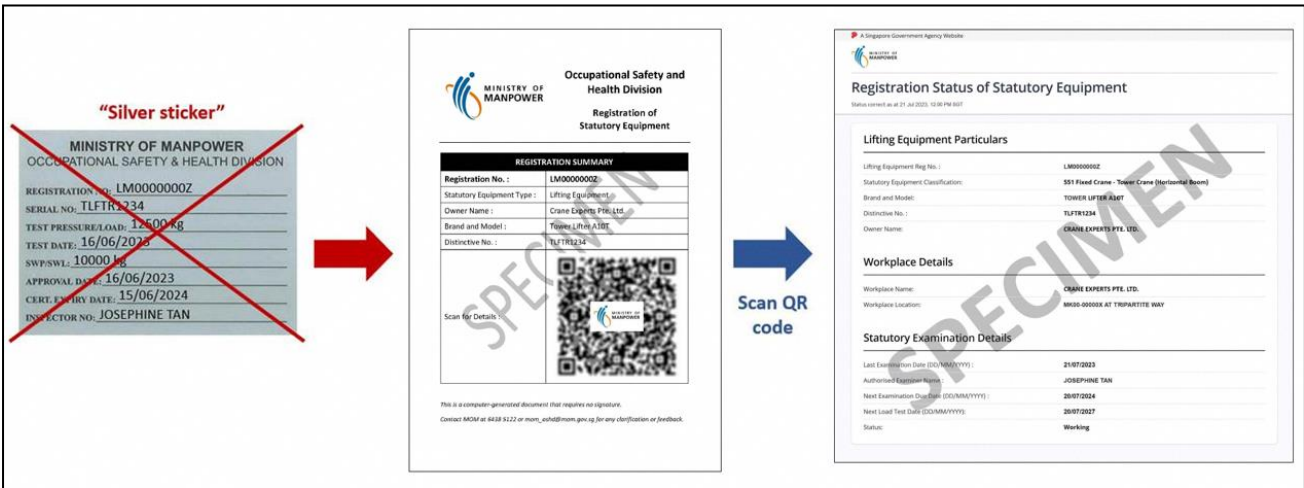 “Silver sticker”
MINISTRY OF MANPOWER
OCCUPATIONAL SAFETY & HEALTH DIVISION
REGISTRATION NO: LM0000000Z
SERIAL NO: TLFTR1234
TEST PRESSURE/LOAD: 12500 kg
TEST DATE: 16/06/2023
SWP/SWL: 10000 kg
APPROVAL DATE: 16/06/2023
CERT. EXPIRY DATE: 15/06/2024
INSPECTOR NO: JOSEPHINE TAN
MINISTRY OF
MANPOWER
Occupational Safety and
Health Division
Registration of
Statutory Equipment
REGISTRATION SUMMARY
Registration No. : LM0000000Z
Statutory Equipment Type : Lifting Equipment
Owner Name : Crane Experts Pte. Ltd.
Brand and Model : Tower Lifter A10T
Distinctive No. : TLFTR1234
Scan for Details :
MINISTRY OF
MANPOWER
SPECIMEN
This is a computer-generated document that requires no signature.
Contact MOM at 6438 5122 or mom_oshd@mom.gov.sg for any clarification or feedback.
Scan QR
code
A Singapore Government Agency Website
MINISTRY OF
MANPOWER
Registration Status of Statutory Equipment
Status correct as at 21 Jul 2023, 12:00 PM SGT
Lifting Equipment Particulars
Lifting Equipment Reg No. : LM0000000Z
Statutory Equipment Classification: S51 Fixed Crane - Tower Crane (Horizontal Boom)
Brand and Model: TOWER LIFTER A10T
Distinctive No. : TLFTR1234
Owner Name: CRANE EXPERTS PTE. LTD.
Workplace Details
Workplace Name: CRANE EXPERTS PTE. LTD.
Workplace Location: MK00-00000X AT TRIPARTITE WAY
Statutory Examination Details
Last Examination Date (DD/MM/YYYY) : 21/07/2023
Authorised Examiner Name : JOSEPHINE TAN
Next Examination Due Date (DD/MM/YYYY) : 20/07/2024
Next Load Test Date (DD/MM/YYYY): 20/07/2027
Status: Working
SPECIMEN